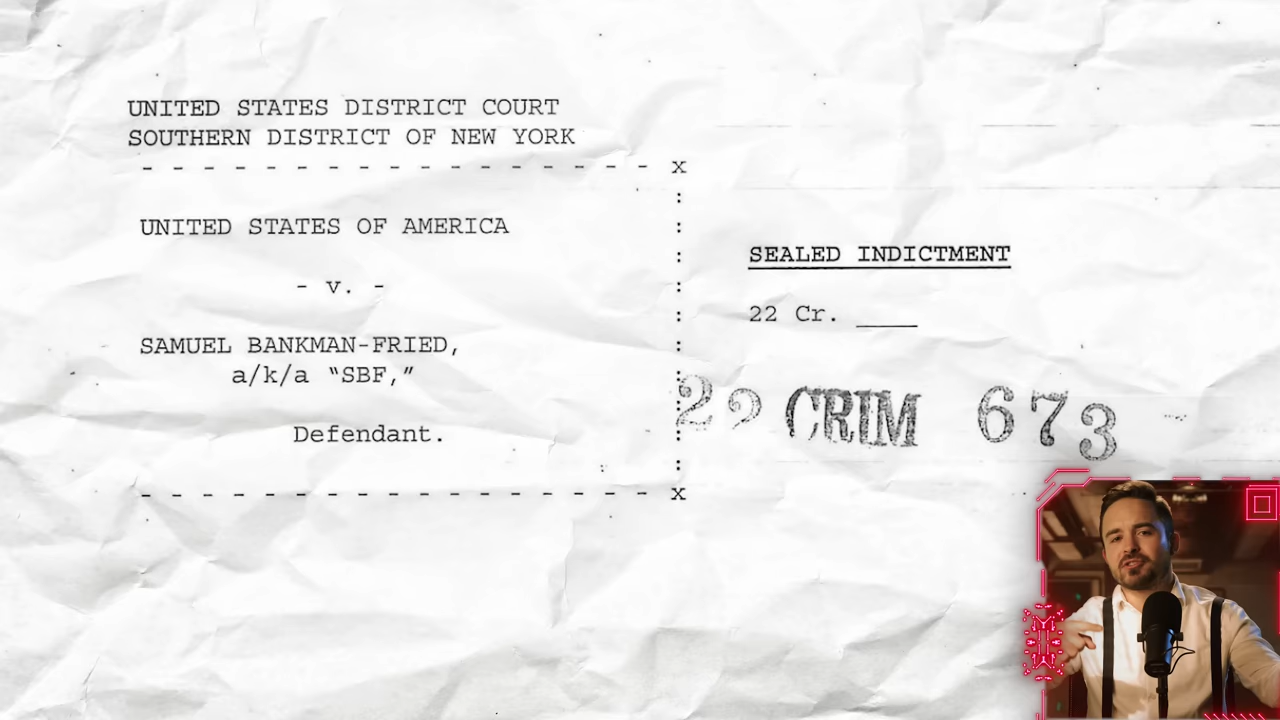 UNITED STATES DISTRICT COURT
SOUTHERN DISTRICT OF NEW YORK
- - - - - - - - - - - - - - - - - x
UNITED STATES OF AMERICA
- v. -
SAMUEL BANKMAN-FRIED,
a/k/a “SBF,”
Defendant.
- - - - - - - - - - - - - - - - - x
SEALED INDICTMENT
22 Cr. ____
22 CRIM 673